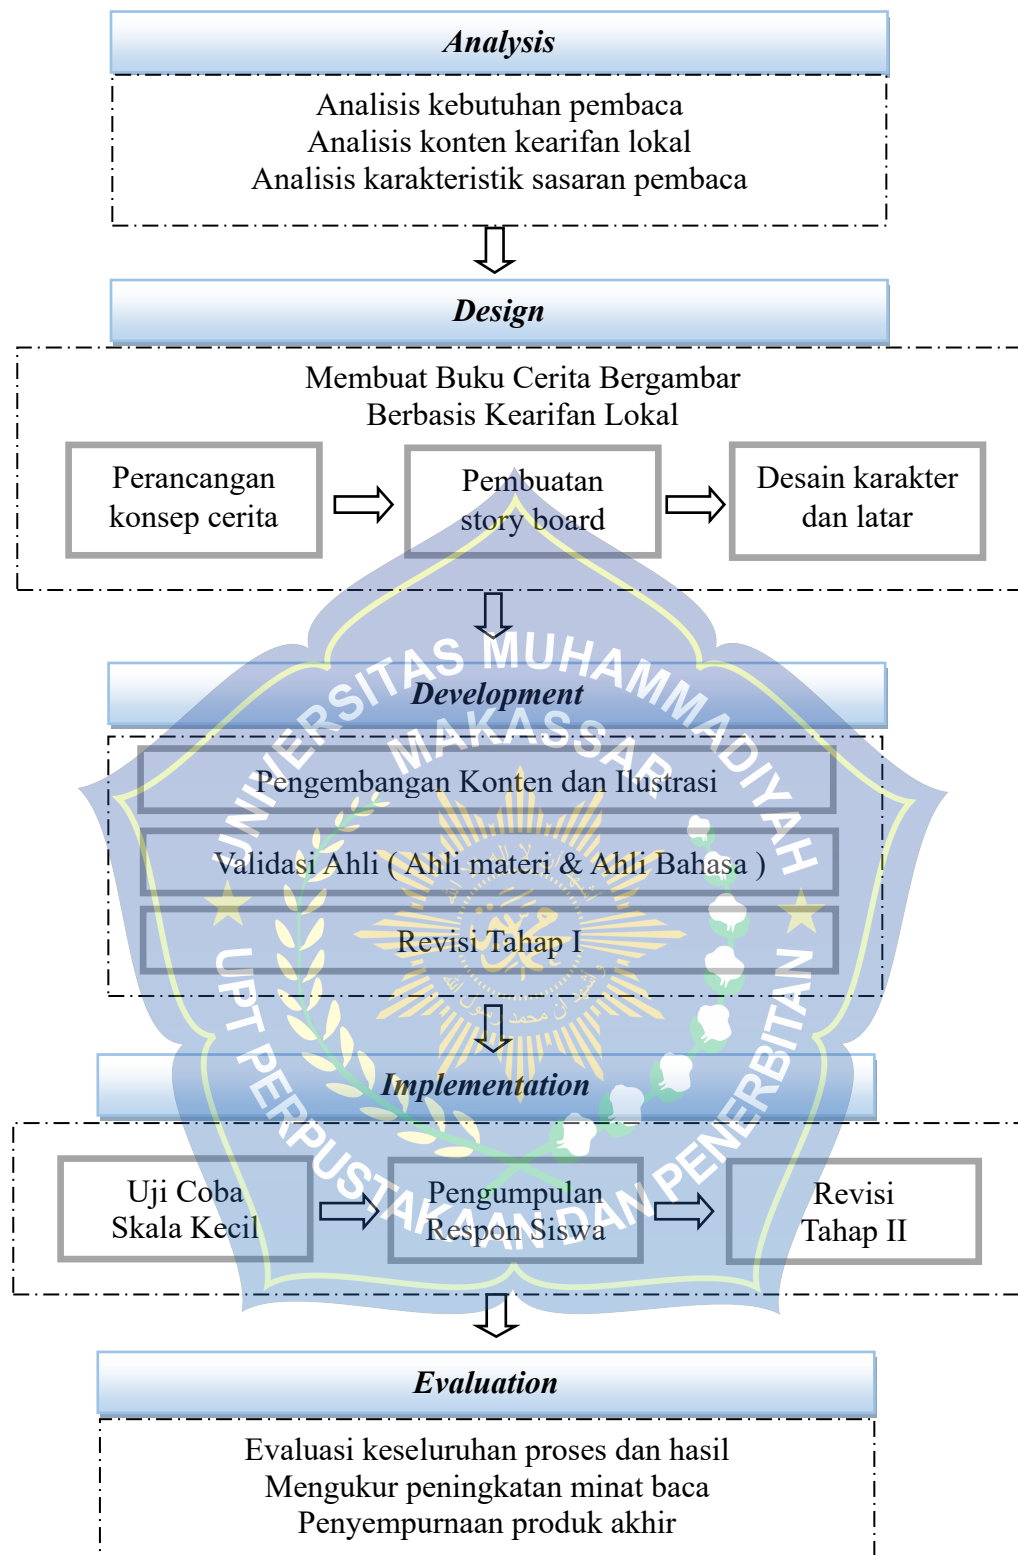 Analysis
Analisis kebutuhan pembaca
Analisis konten kearifan lokal
Analisis karakteristik sasaran pembaca
Design
Membuat Buku Cerita Bergambar
Berbasis Kearifan Lokal
Perancangan
konsep cerita
Pembuatan
story board
Desain karakter
dan latar
UNIVERSITAS MUHAMMADIYAH
MAKASSAR
Development
Pengembangan Konten dan Ilustrasi
Validasi Ahli ( Ahli materi & Ahli Bahasa )
Revisi Tahap I
Implementation
Uji Coba
Skala Kecil
Pengumpulan
Respon Siswa
Revisi
Tahap II
UPT PERPUSTAKAAN DAN PENERBITAN
Evaluation
Evaluasi keseluruhan proses dan hasil
Mengukur peningkatan minat baca
Penyempurnaan produk akhir